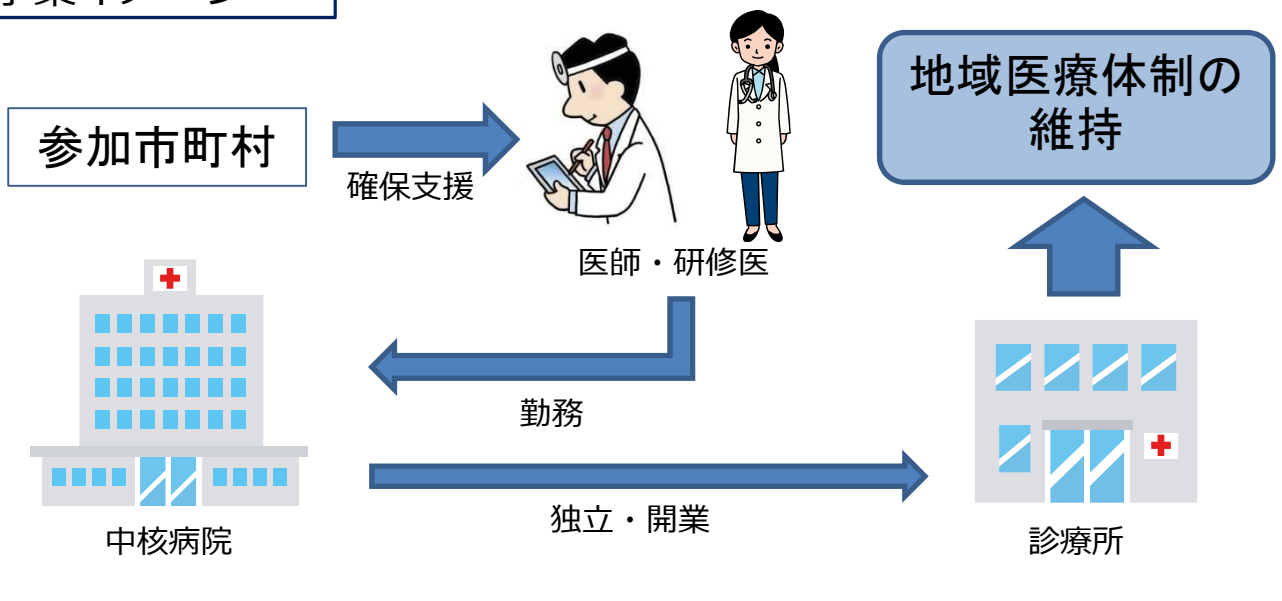 参加市町村
確保支援
医師・研修医
地域医療体制の
維持
勤務
独立・開業
中核病院
診療所